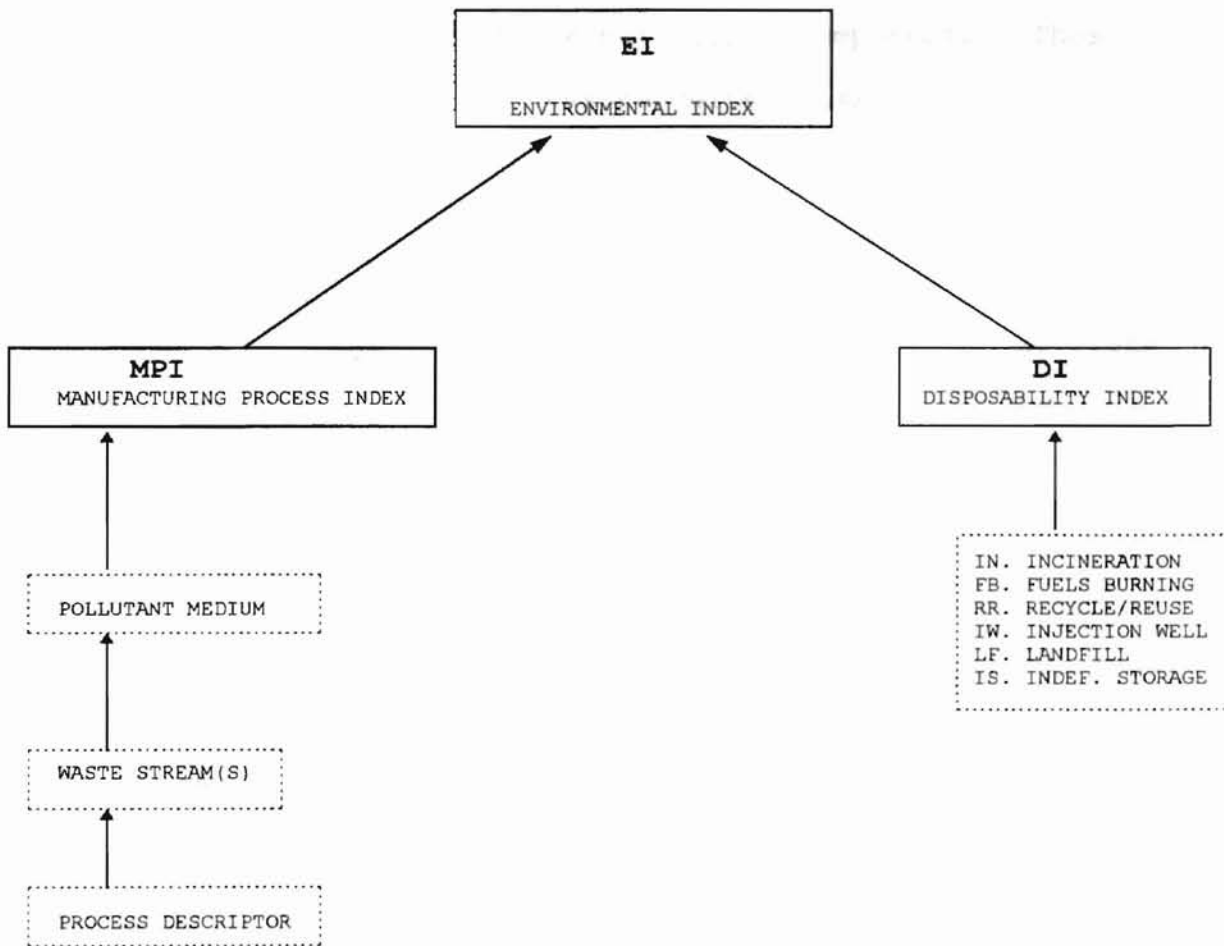 EI
ENVIRONMENTAL INDEX
MPI
MANUFACTURING PROCESS INDEX
DI
DISPOSABILITY INDEX
IN. INCINERATION
FB. FUELS BURNING
RR. RECYCLE/REUSE
IW. INJECTION WELL
LF. LANDFILL
IS. INDEF. STORAGE
POLLUTANT MEDIUM
WASTE STREAM(S)
PROCESS DESCRIPTOR